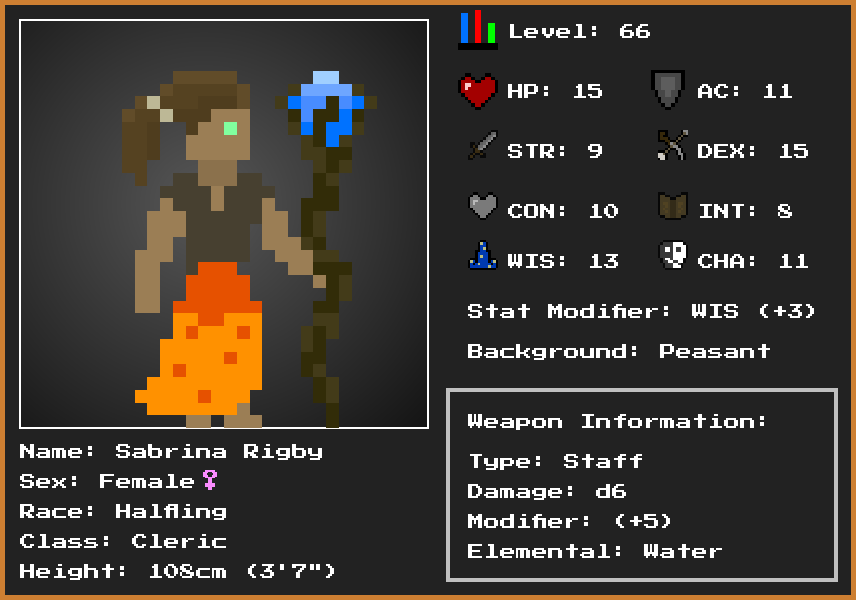 Level: 66
HP: 15 AC: 11
STR: 9 DEX: 15
CON: 10 INT: 8
WIS: 13 CHA: 11
Stat Modifier: WIS (+3)
Background: Peasant
Weapon Information:
Type: Staff
Damage: d6
Modifier: (+5)
Elemental: Water
Name: Sabrina Rigby
Sex: Female♀
Race: Halfling
Class: Cleric
Height: 108cm (3'7")